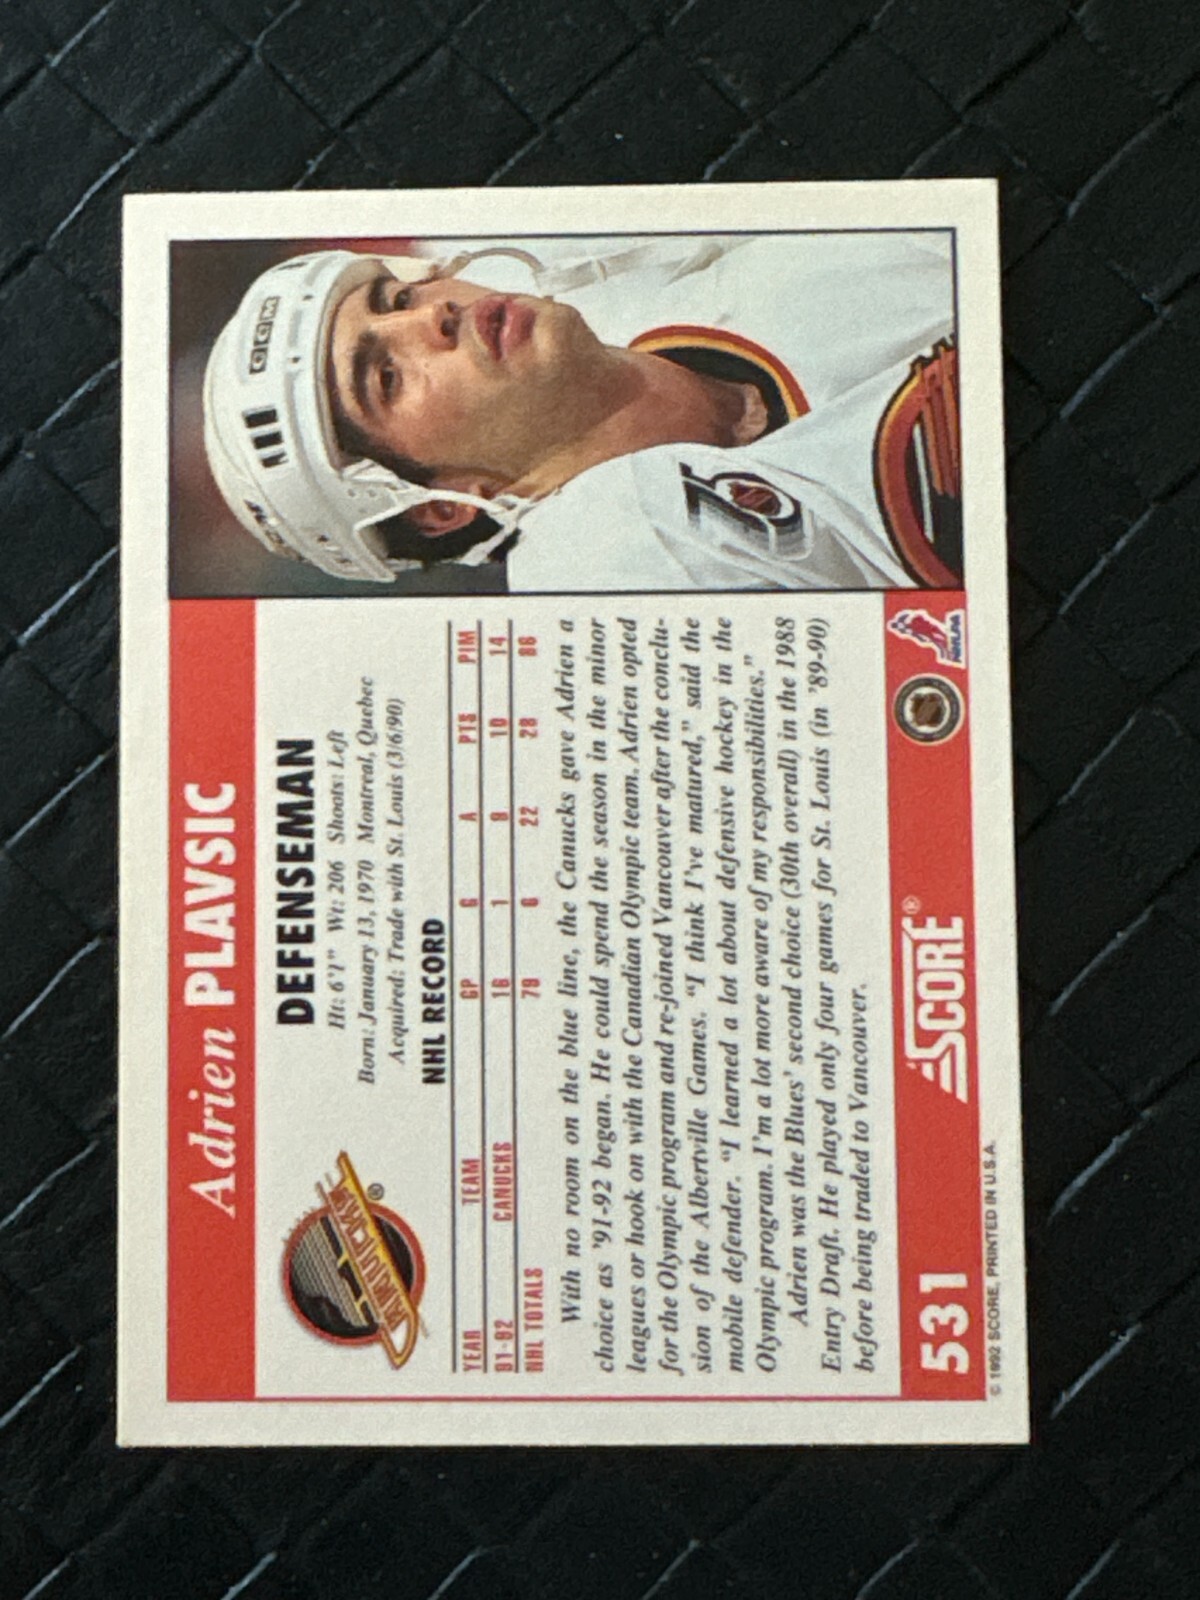 Adrien PLAVSIC
CANUCKS
®
DEFENSEMAN
Ht: 6'1" Wt: 206 Shoots: Left
Born: January 13, 1970 Montreal, Quebec
Acquired: Trade with St. Louis (3/6/90)
NHL RECORD
YEAR TEAM GP G A PTS PIM
91-92 CANUCKS 16 1 9 10 14
NHL TOTALS 79 6 22 28 86
With no room on the blue line, the Canucks gave Adrien a
choice as '91-92 began. He could spend the season in the minor
leagues or hook on with the Canadian Olympic team. Adrien opted
for the Olympic program and re-joined Vancouver after the conclu-
sion of the Albertville Games. “I think I've matured,” said the
mobile defender. “I learned a lot about defensive hockey in the
Olympic program. I'm a lot more aware of my responsibilities.”
Adrien was the Blues' second choice (30th overall) in the 1988
Entry Draft. He played only four games for St. Louis (in '89-90)
before being traded to Vancouver.
531 SCORE® NHLPA
© 1992 SCORE, PRINTED IN U.S.A.
CCM
75